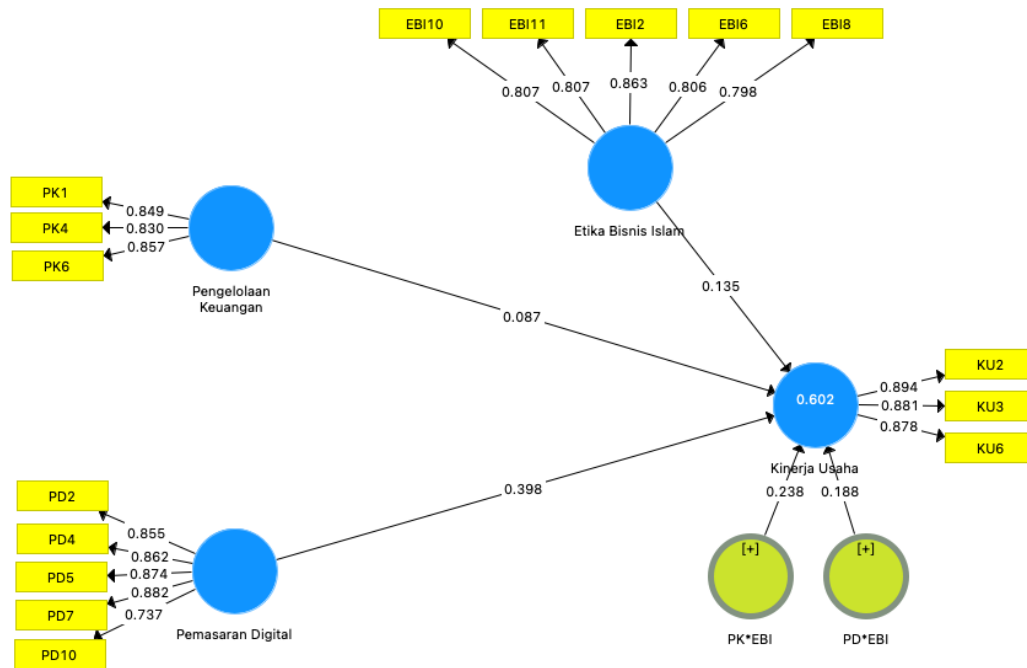 EBI10 EBI11 EBI2 EBI6 EBI8
0.807 0.807 0.863 0.806 0.798
Etika Bisnis Islam
PK1
PK4
PK6
0.849
0.830
0.857
Pengelolaan
Keuangan
0.087
0.135
0.602
Kinerja Usaha
0.894
0.881
0.878
KU2
KU3
KU6
PD2
PD4
PD5
PD7
PD10
0.855
0.862
0.874
0.882
0.737
Pemasaran Digital
0.398
0.238 0.188
[+] [+]
PK*EBI PD*EBI